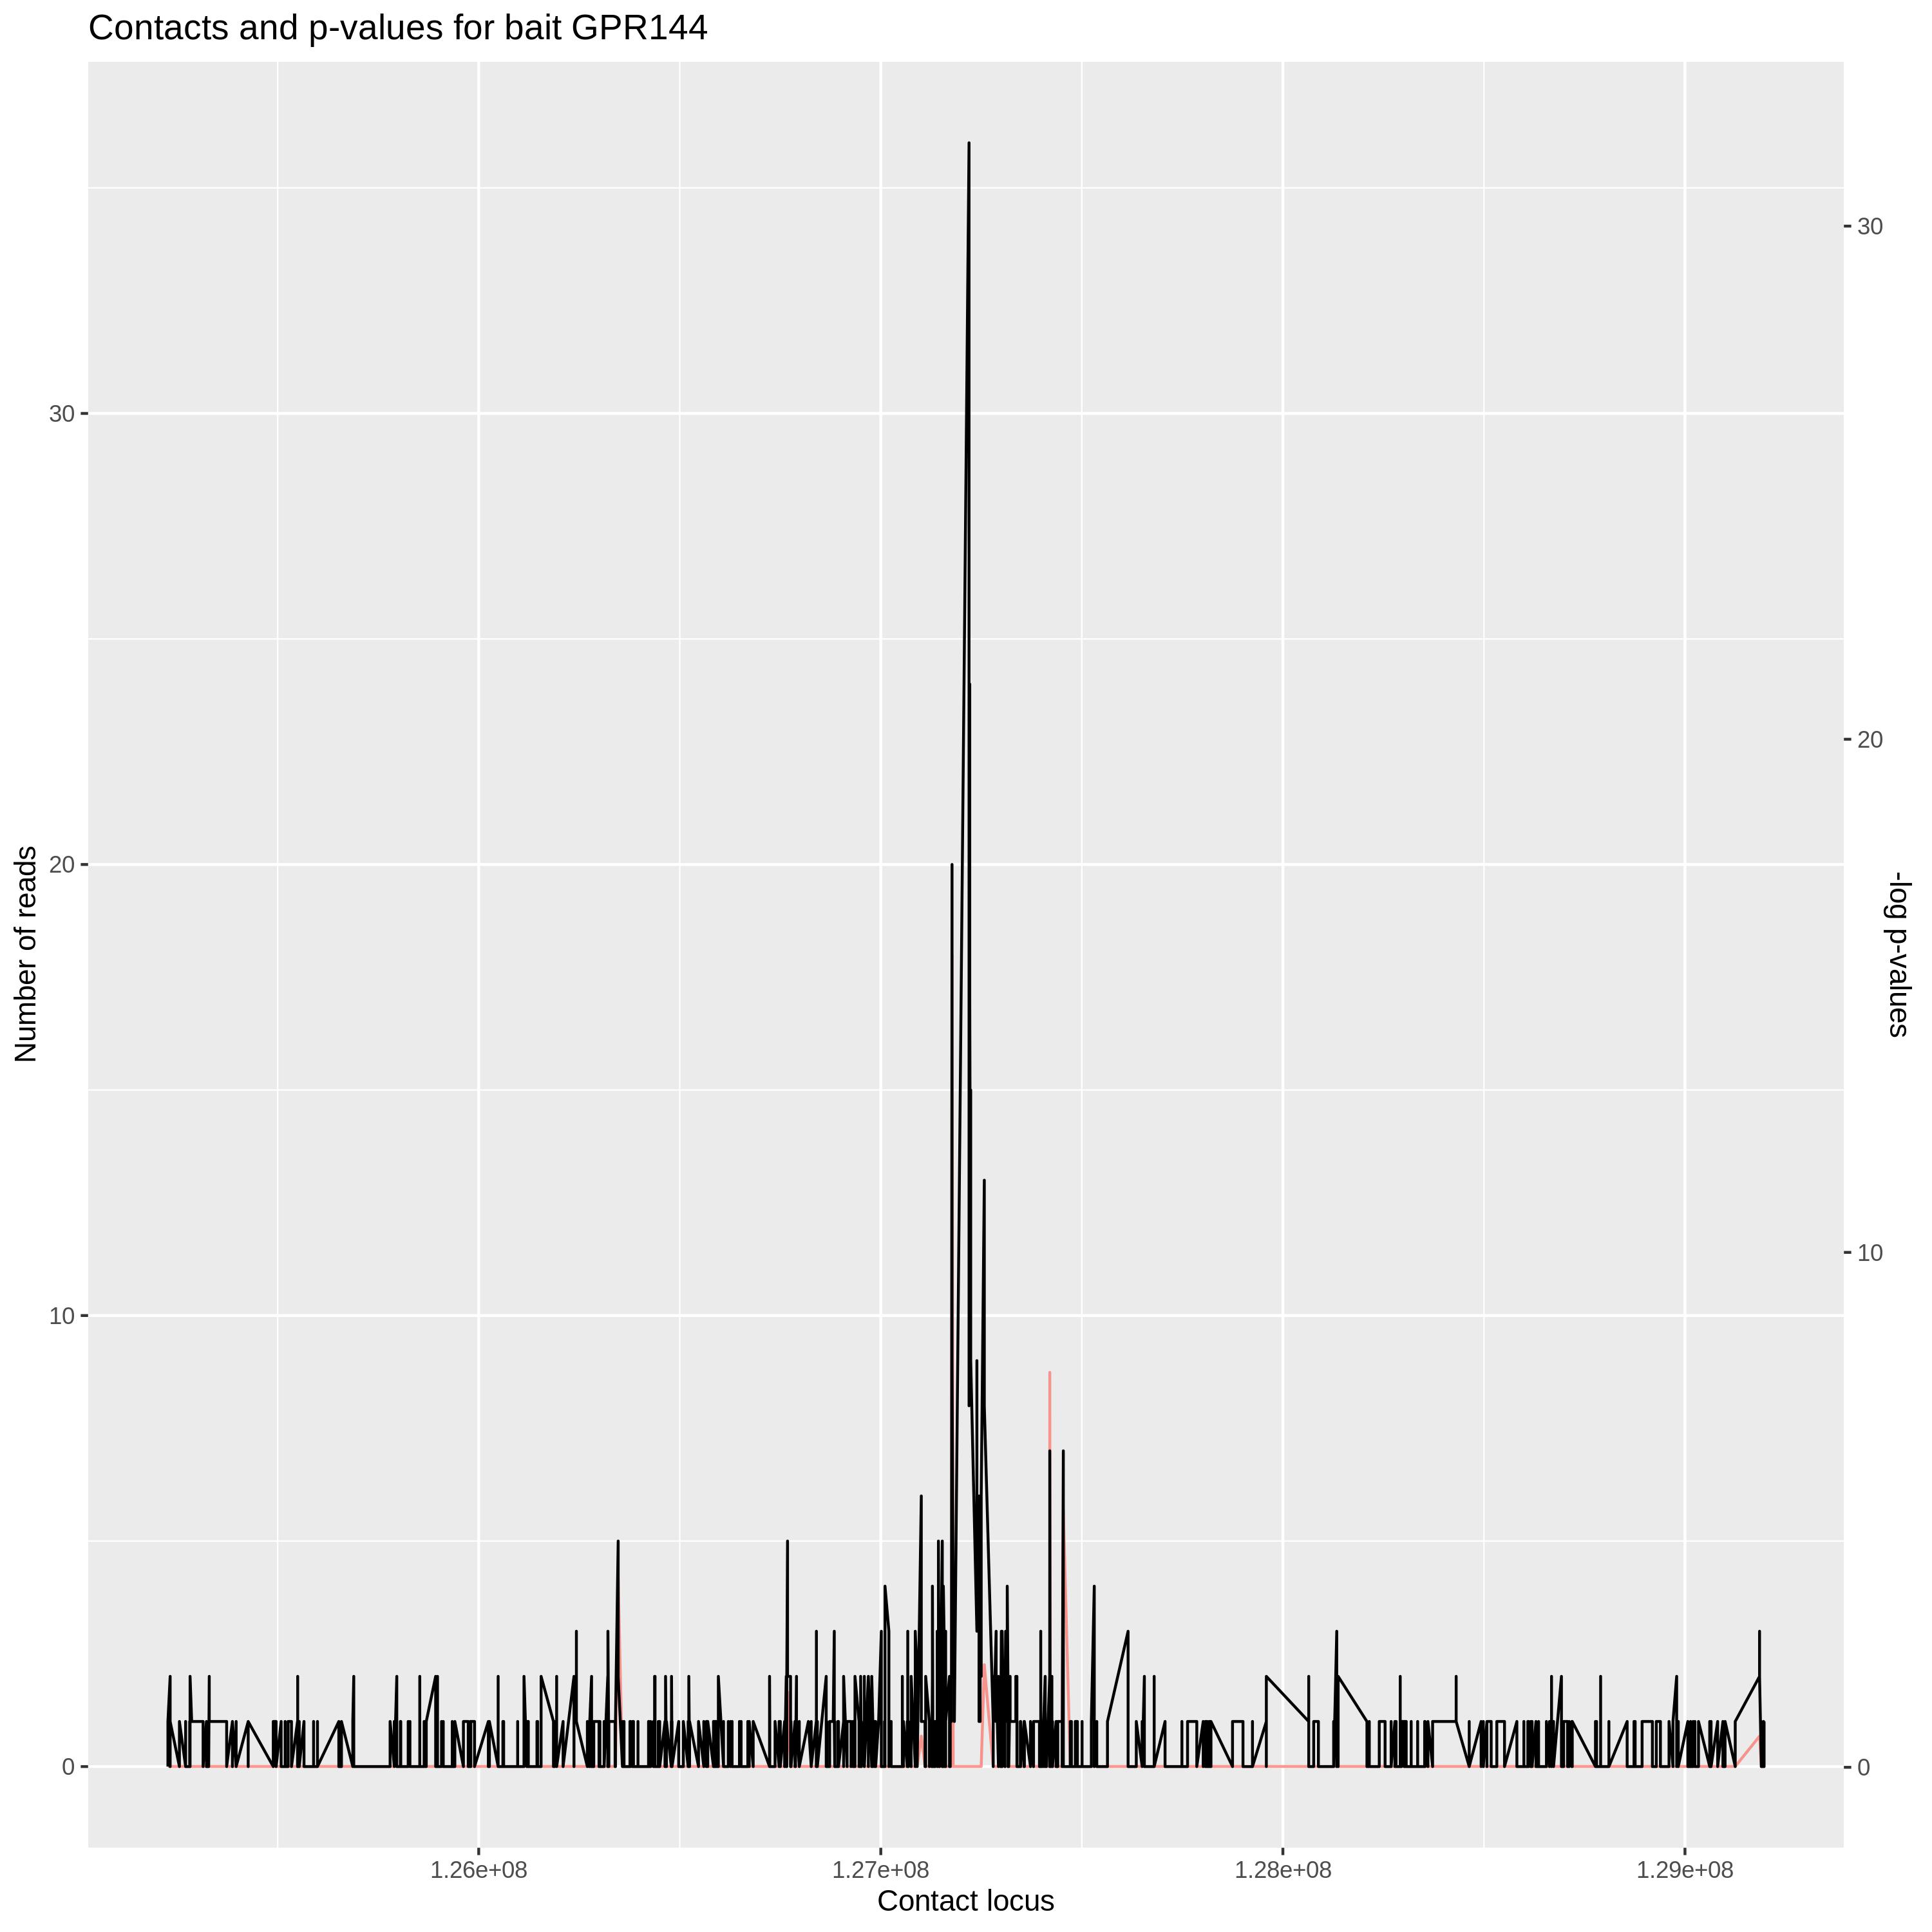 Contacts and p-values for bait GPR144
Number of reads
30
20
10
0
30
20
10
0
-log p-values
1.26e+08 1.27e+08 1.28e+08 1.29e+08
Contact locus